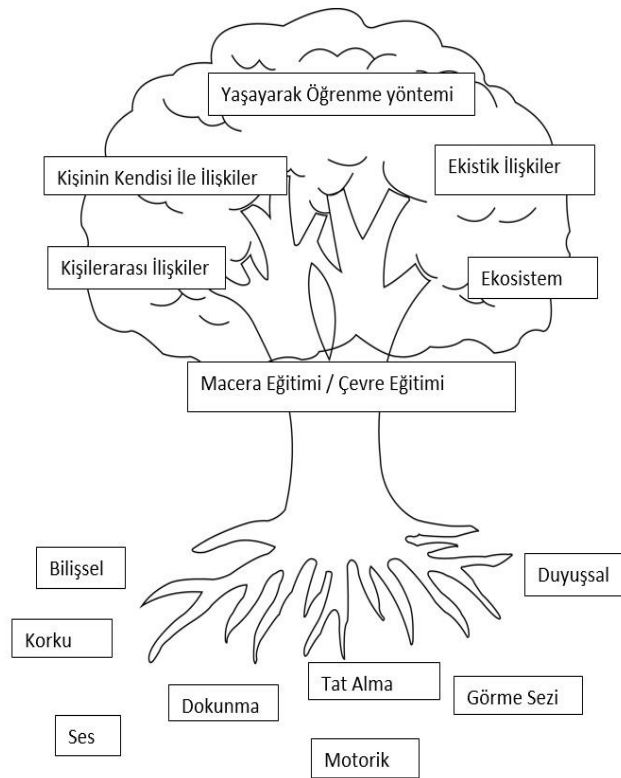 Yaşayarak Öğrenme yöntemi
Kişinin Kendisi İle İlişkiler
Ekistik İlişkiler
Kişilerarası İlişkiler
Ekosistem
Macera Eğitimi / Çevre Eğitimi
Bilişsel
Duyuşsal
Korku
Tat Alma
Görme Sezi
Dokunma
Ses
Motorik